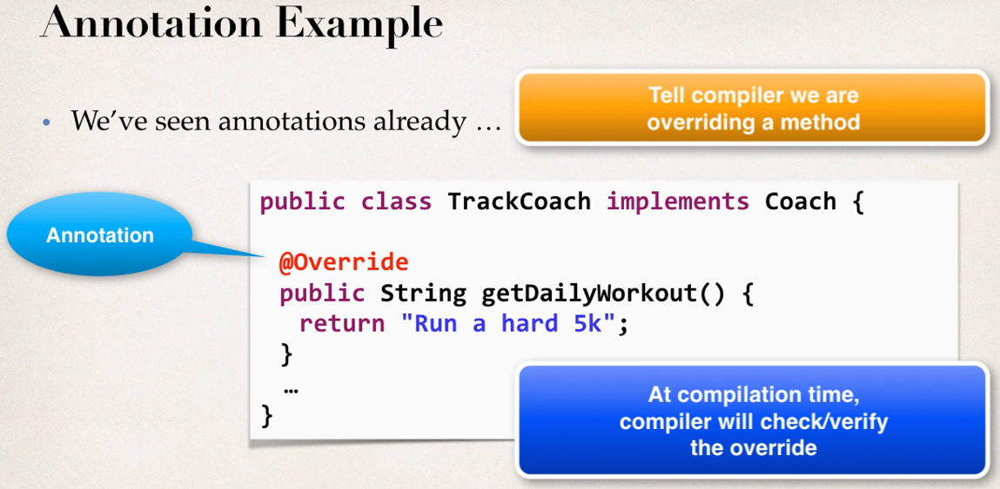 Annotation Example
• We’ve seen annotations already …
Tell compiler we are
overriding a method
Annotation
public class TrackCoach implements Coach {
@Override
public String getDailyWorkout() {
return "Run a hard 5k";
}
…
}
At compilation time,
compiler will check/verify
the override